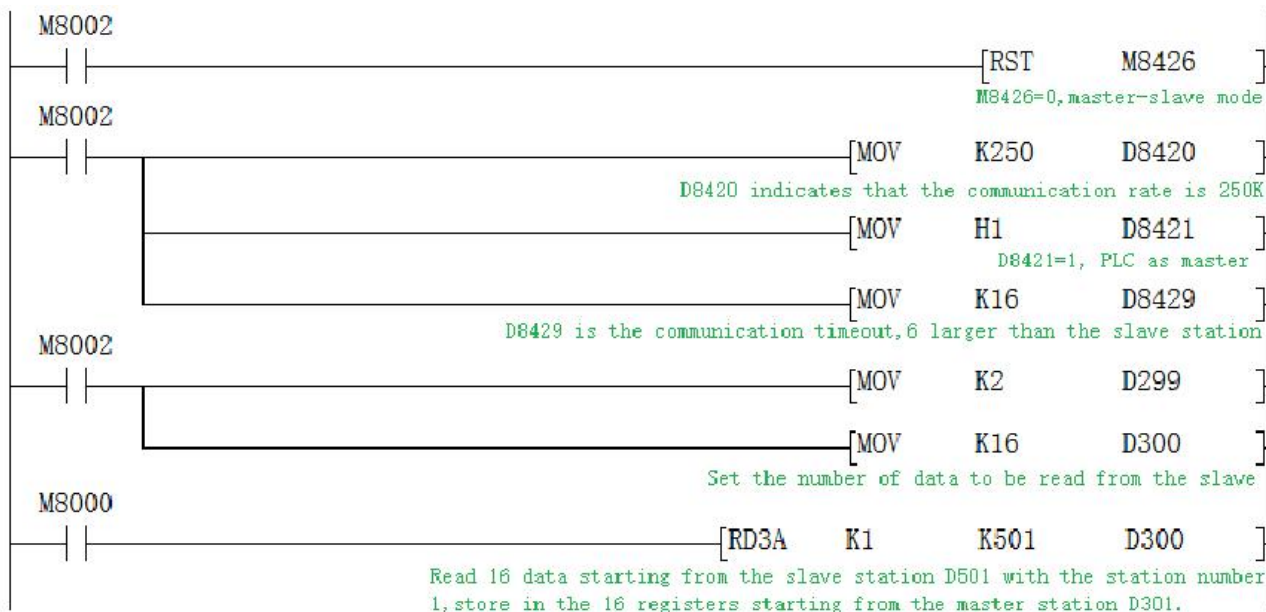 M8002
[RST M8426 ]
M8426=0,master-slave mode
M8002
[MOV K250 D8420 ]
D8420 indicates that the communication rate is 250K
[MOV H1 D8421 ]
D8421=1, PLC as master
[MOV K16 D8429 ]
D8429 is the communication timeout,6 larger than the slave station
M8002
[MOV K2 D299 ]
[MOV K16 D300 ]
Set the number of data to be read from the slave
M8000
[RD3A K1 K501 D300 ]
Read 16 data starting from the slave station D501 with the station number
1,store in the 16 registers starting from the master station D301.